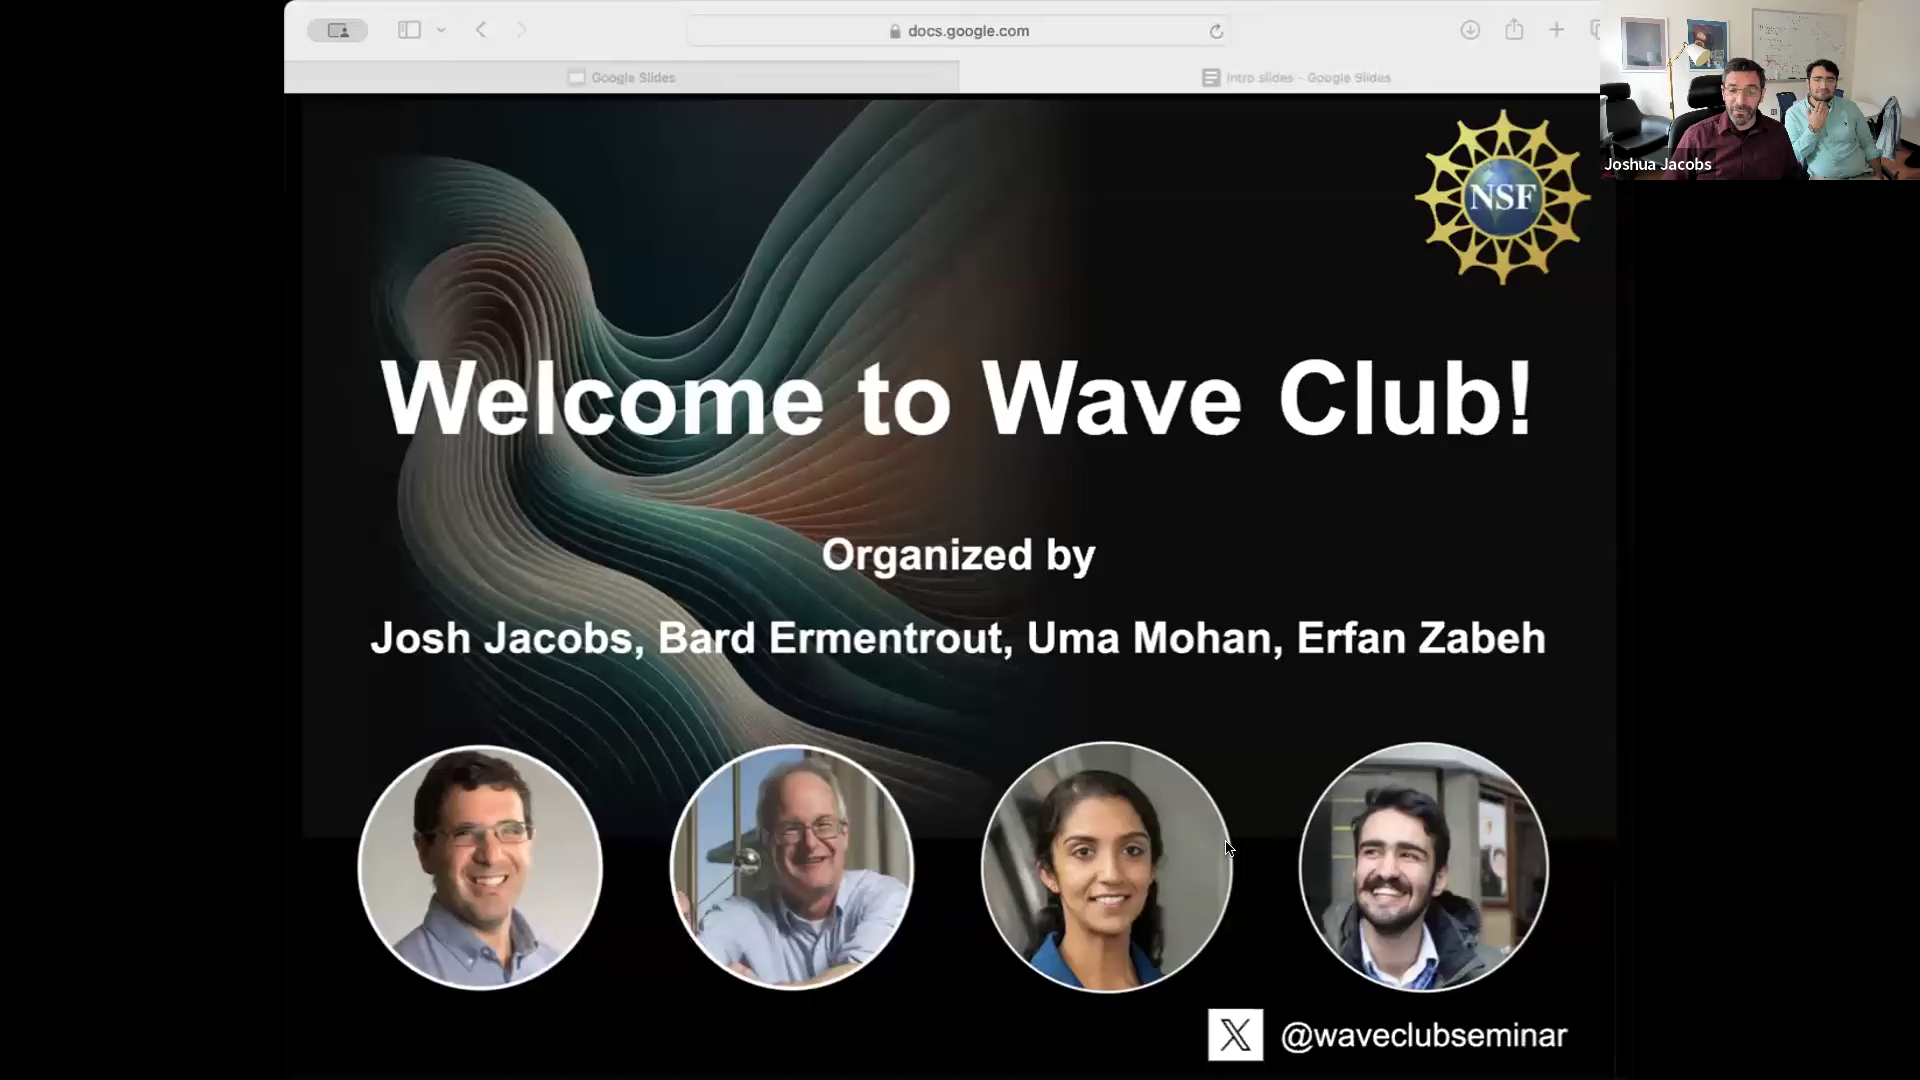 docs.google.com
Google Slides
Intro slides - Google Slides
Joshua Jacobs
NSF
Welcome to Wave Club!
Organized by
Josh Jacobs, Bard Ermentrout, Uma Mohan, Erfan Zabeh
X @waveclubseminar